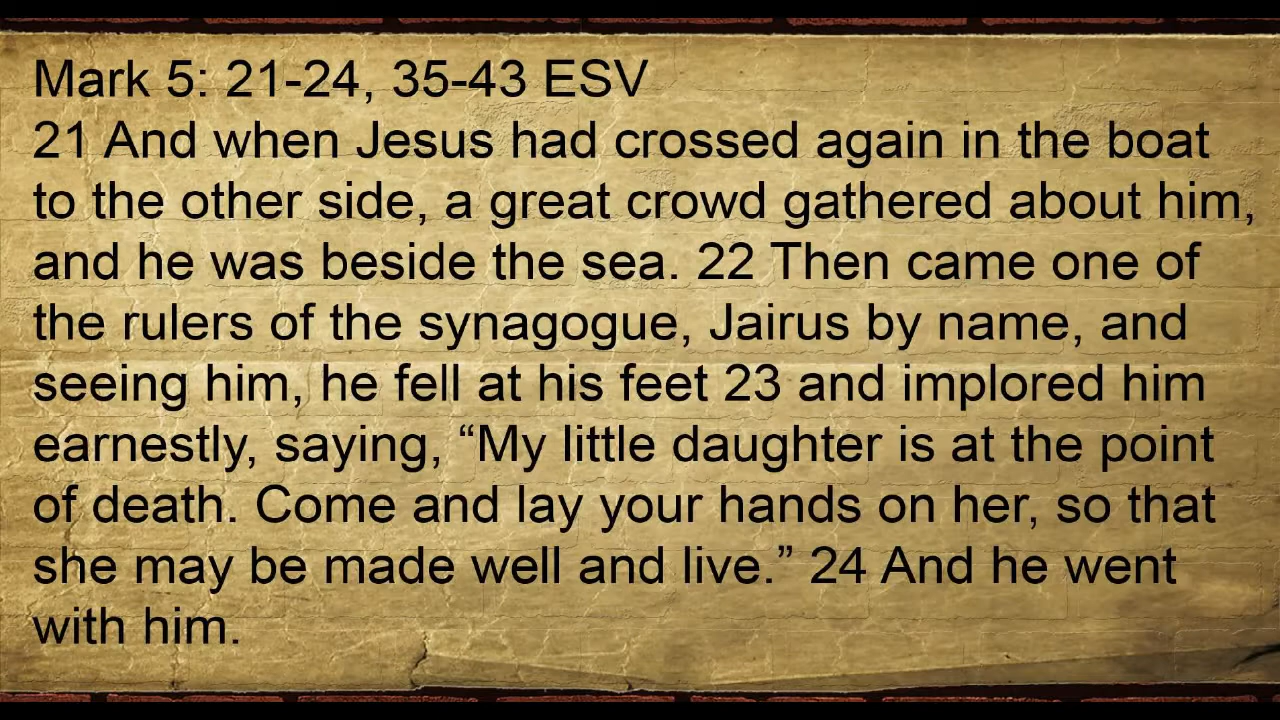 Mark 5: 21-24, 35-43 ESV
21 And when Jesus had crossed again in the boat
to the other side, a great crowd gathered about him,
and he was beside the sea. 22 Then came one of
the rulers of the synagogue, Jairus by name, and
seeing him, he fell at his feet 23 and implored him
earnestly, saying, “My little daughter is at the point
of death. Come and lay your hands on her, so that
she may be made well and live.” 24 And he went
with him.